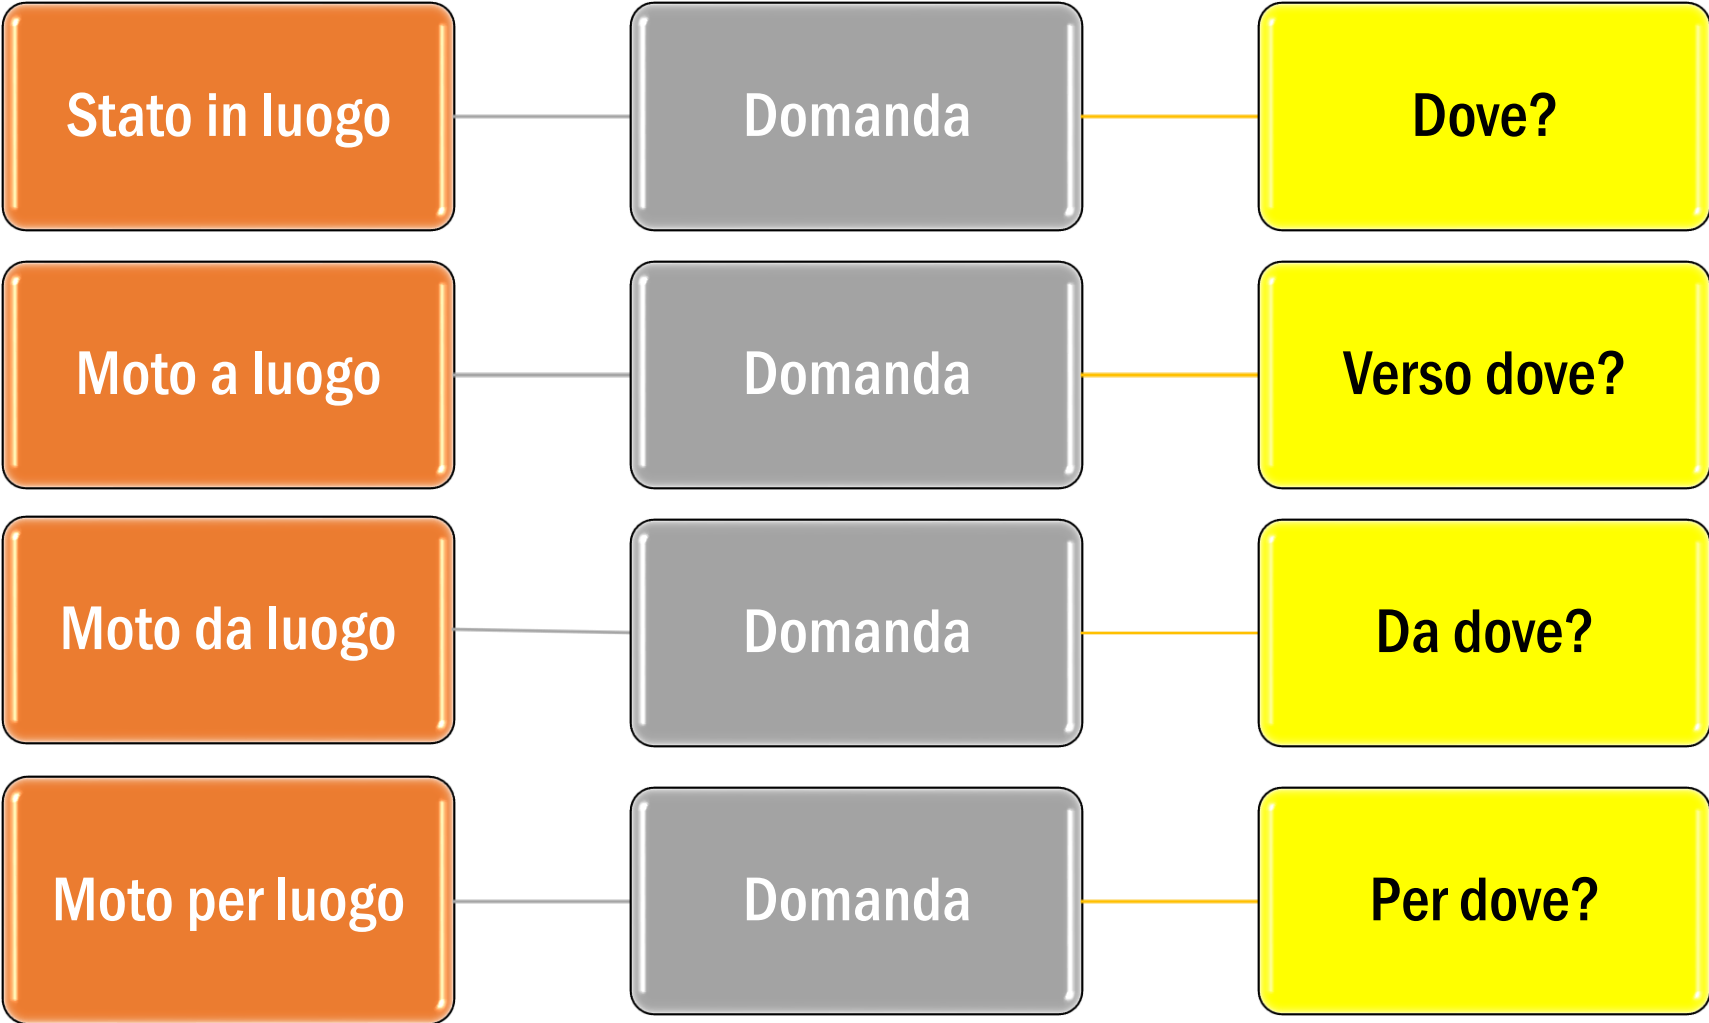 Stato in luogo
Domanda
Dove?
Moto a luogo
Domanda
Verso dove?
Moto da luogo
Domanda
Da dove?
Moto per luogo
Domanda
Per dove?